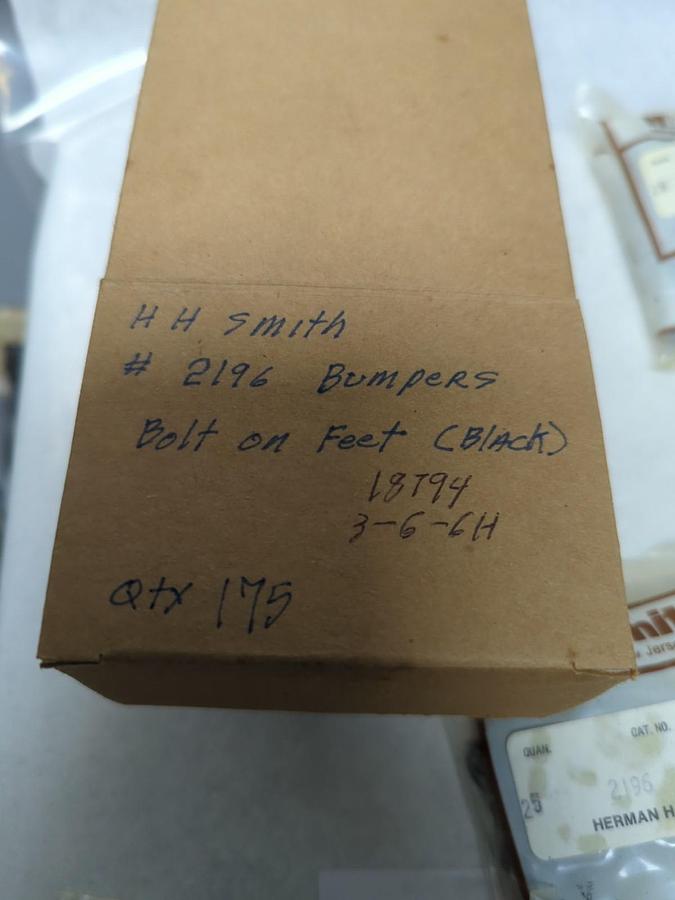 H H Smith
# 2196 Bumpers
Bolt on Feet (Black)
18T94
3-6-6H
Qty 175
Jers
QUAN.
CAT. NO.
25
2196
HERMAN H